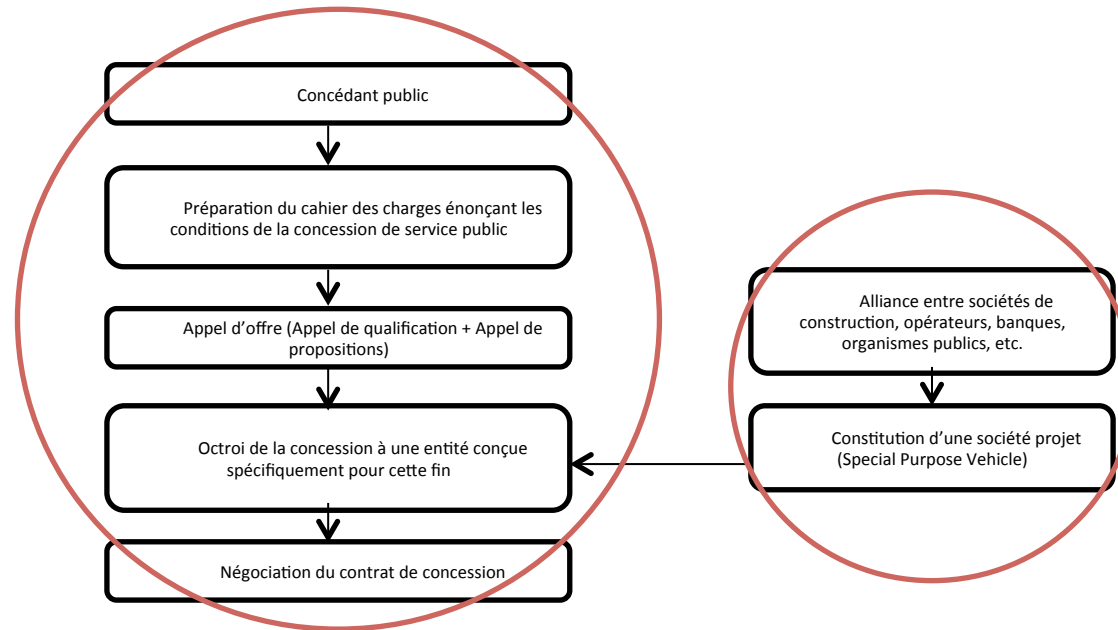 Concédant public
Préparation du cahier des charges énonçant les
conditions de la concession de service public
Appel d’offre (Appel de qualification + Appel de
propositions)
Octroi de la concession à une entité conçue
spécifiquement pour cette fin
Négociation du contrat de concession
Alliance entre sociétés de
construction, opérateurs, banques,
organismes publics, etc.
Constitution d’une société projet
(Special Purpose Vehicle)